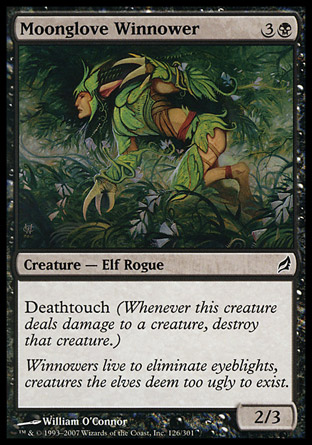 Moonglove Winnower 3
Creature — Elf Rogue
Deathtouch (Whenever this creature
deals damage to a creature, destroy
that creature.)
Winnowers live to eliminate eyeblights,
creatures the elves deem too ugly to exist.
William O'Connor
™ & © 1993–2007 Wizards of the Coast, Inc. 126/301
2/3